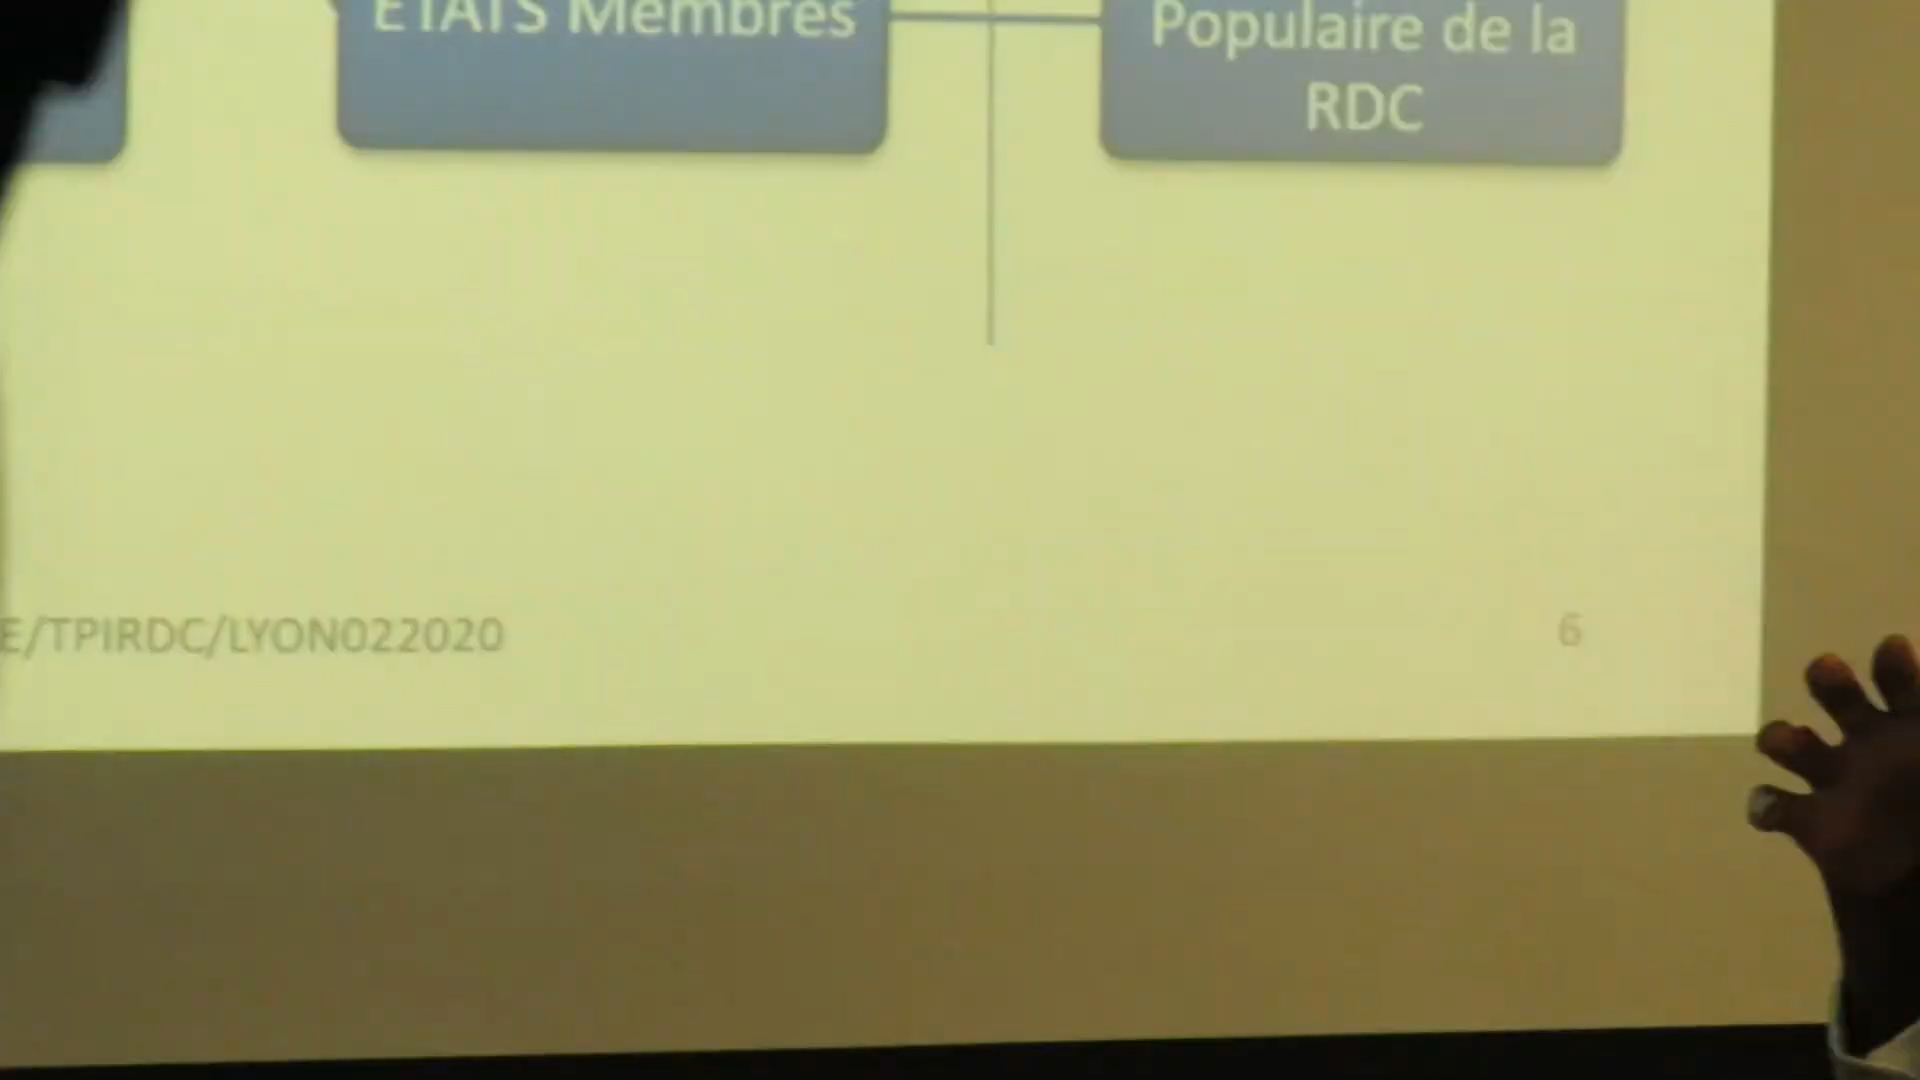 ETATS Membres
Populaire de la
RDC
E/TPIRDC/LYON022020
6